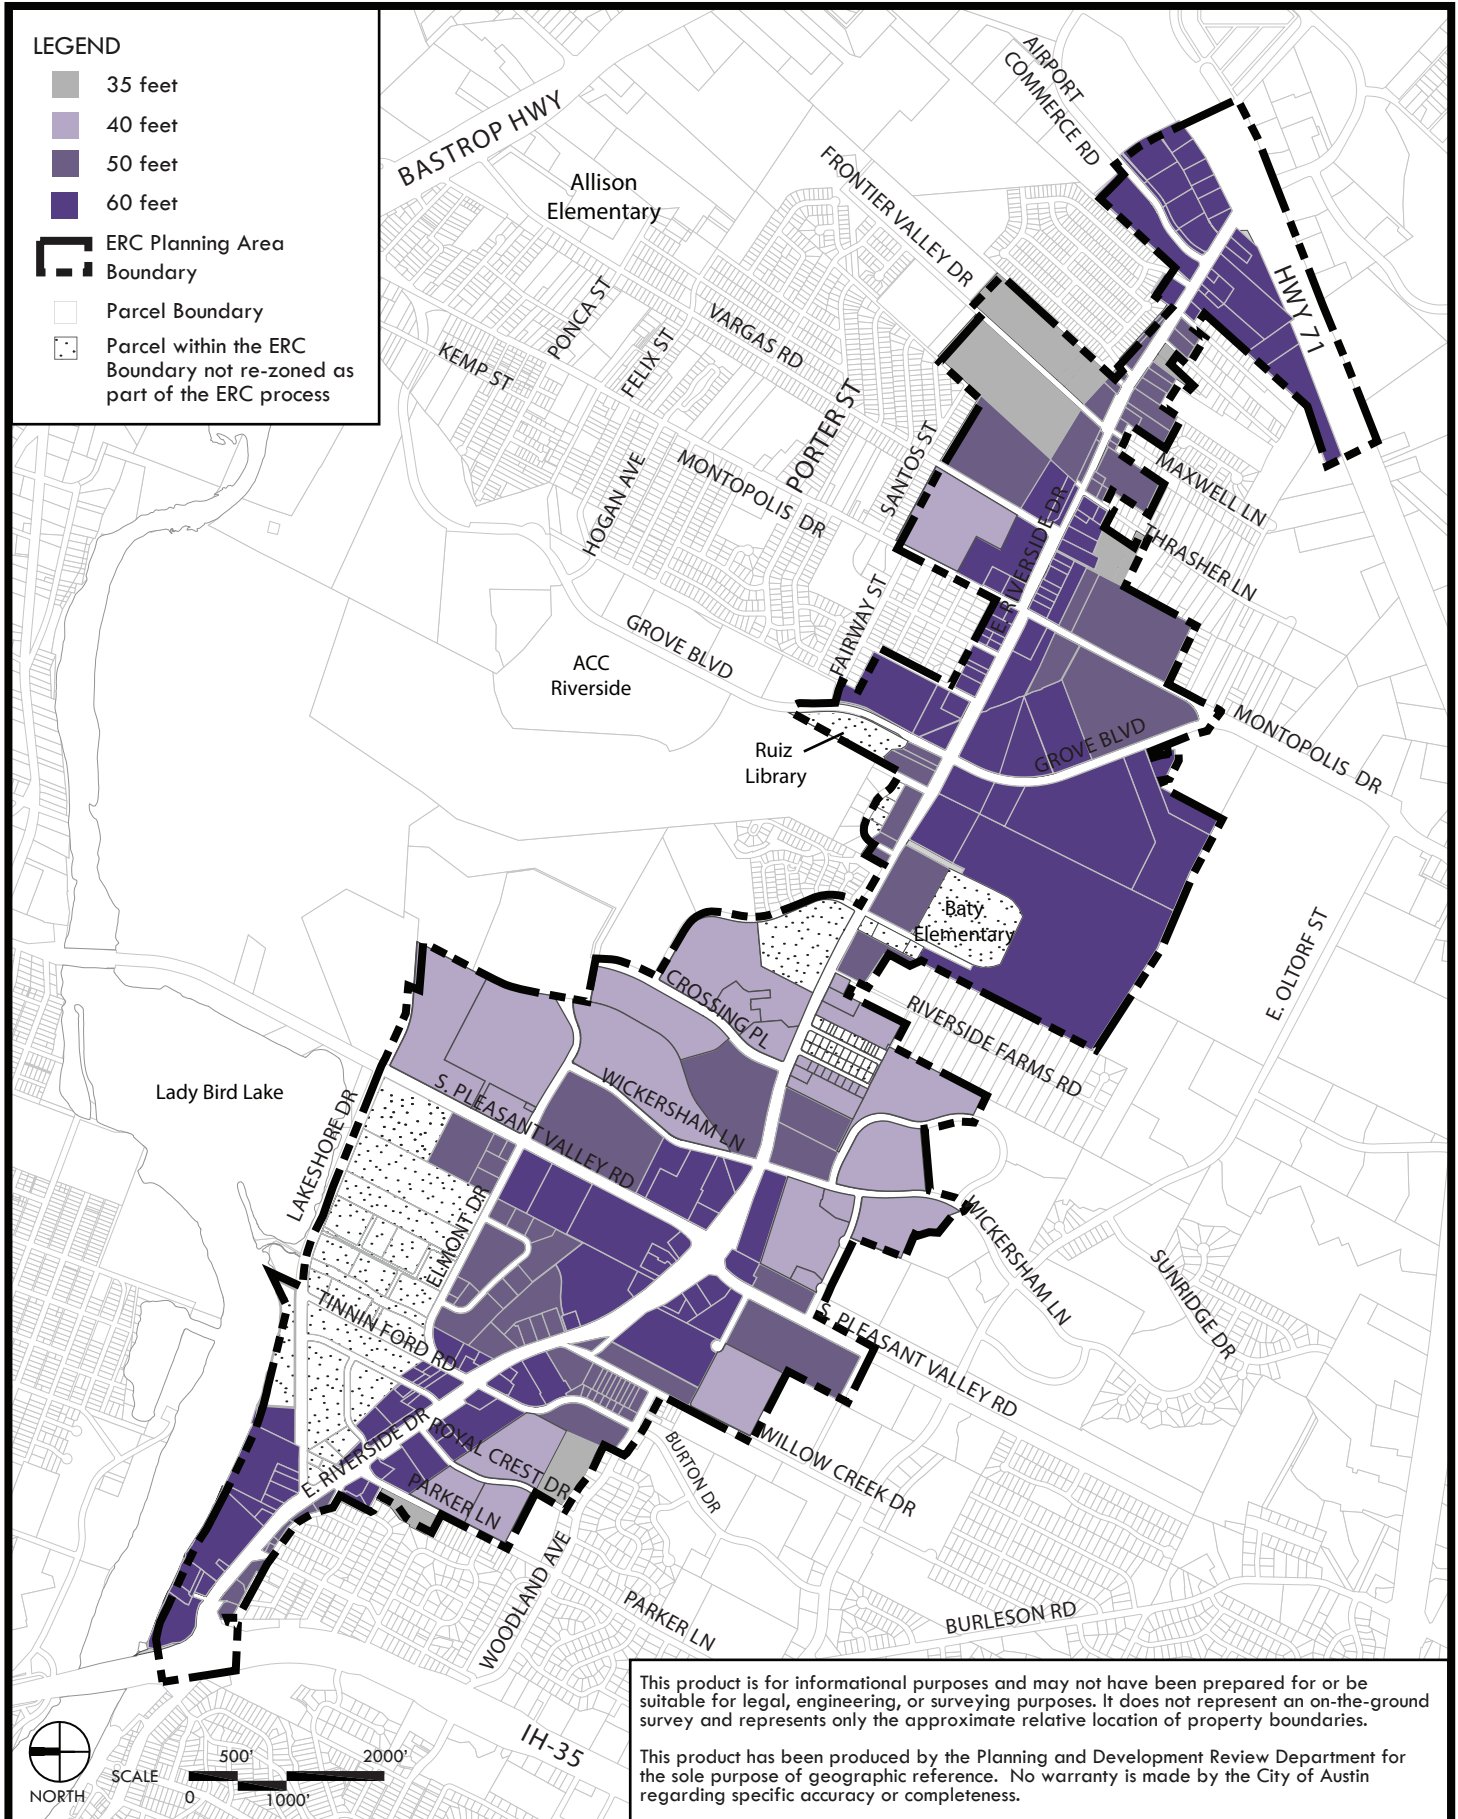 LEGEND
35 feet
40 feet
50 feet
60 feet
ERC Planning Area
Boundary
Parcel Boundary
Parcel within the ERC
Boundary not re-zoned as
part of the ERC process
AIRPORT
COMMERCE RD
BASTROP HWY
Allison
Elementary
FRONTIER VALLEY DR
HWY 71
PONCA ST
VARGAS RD
FELIX ST
KEMP ST
PORTER ST
SANTOS ST
HOGAN AVE
MONTOPOLIS DR
MAXWELL LN
E. RIVERSIDE DR
THRASHER LN
FAIRWAY ST
GROVE BLVD
ACC
Riverside
Ruiz
Library
GROVE BLVD
MONTOPOLIS DR
Baty
Elementary
E. OLTORF ST
CROSSING PL
RIVERSIDE FARMS RD
Lady Bird Lake
LAKESHORE DR
S. PLEASANT VALLEY RD
WICKERSHAM LN
ELMONT DR
WICKERSHAM LN
SUNRIDGE DR
TINNIN FORD RD
S. PLEASANT VALLEY RD
E. RIVERSIDE DR
ROYAL CREST DR
PARKER LN
BURTON DR
WILLOW CREEK DR
WOODLAND AVE
PARKER LN
BURLESON RD
IH-35
NORTH
SCALE
500'
2000'
0
1000'
This product is for informational purposes and may not have been prepared for or be
suitable for legal, engineering, or surveying purposes. It does not represent an on-the-ground
survey and represents only the approximate relative location of property boundaries.
This product has been produced by the Planning and Development Review Department for
the sole purpose of geographic reference. No warranty is made by the City of Austin
regarding specific accuracy or completeness.